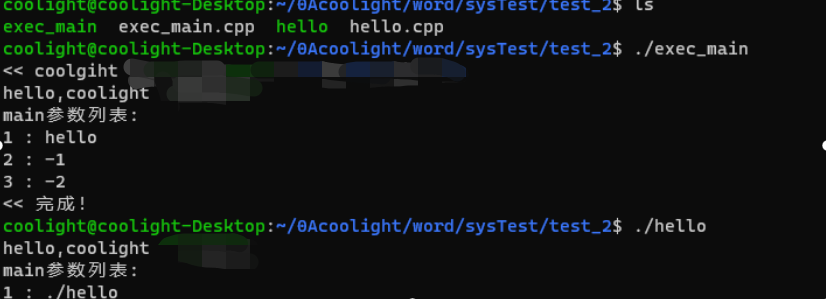 coolight@coolight-Desktop:~/0Acoolight/word/sysTest/test_2$ ls
exec_main  exec_main.cpp  hello  hello.cpp
coolight@coolight-Desktop:~/0Acoolight/word/sysTest/test_2$ ./exec_main
<< coolgiht
hello,coolight
main参数列表:
1 : hello
2 : -1
3 : -2
<< 完成!
coolight@coolight-Desktop:~/0Acoolight/word/sysTest/test_2$ ./hello
hello,coolight
main参数列表:
1 : ./hello